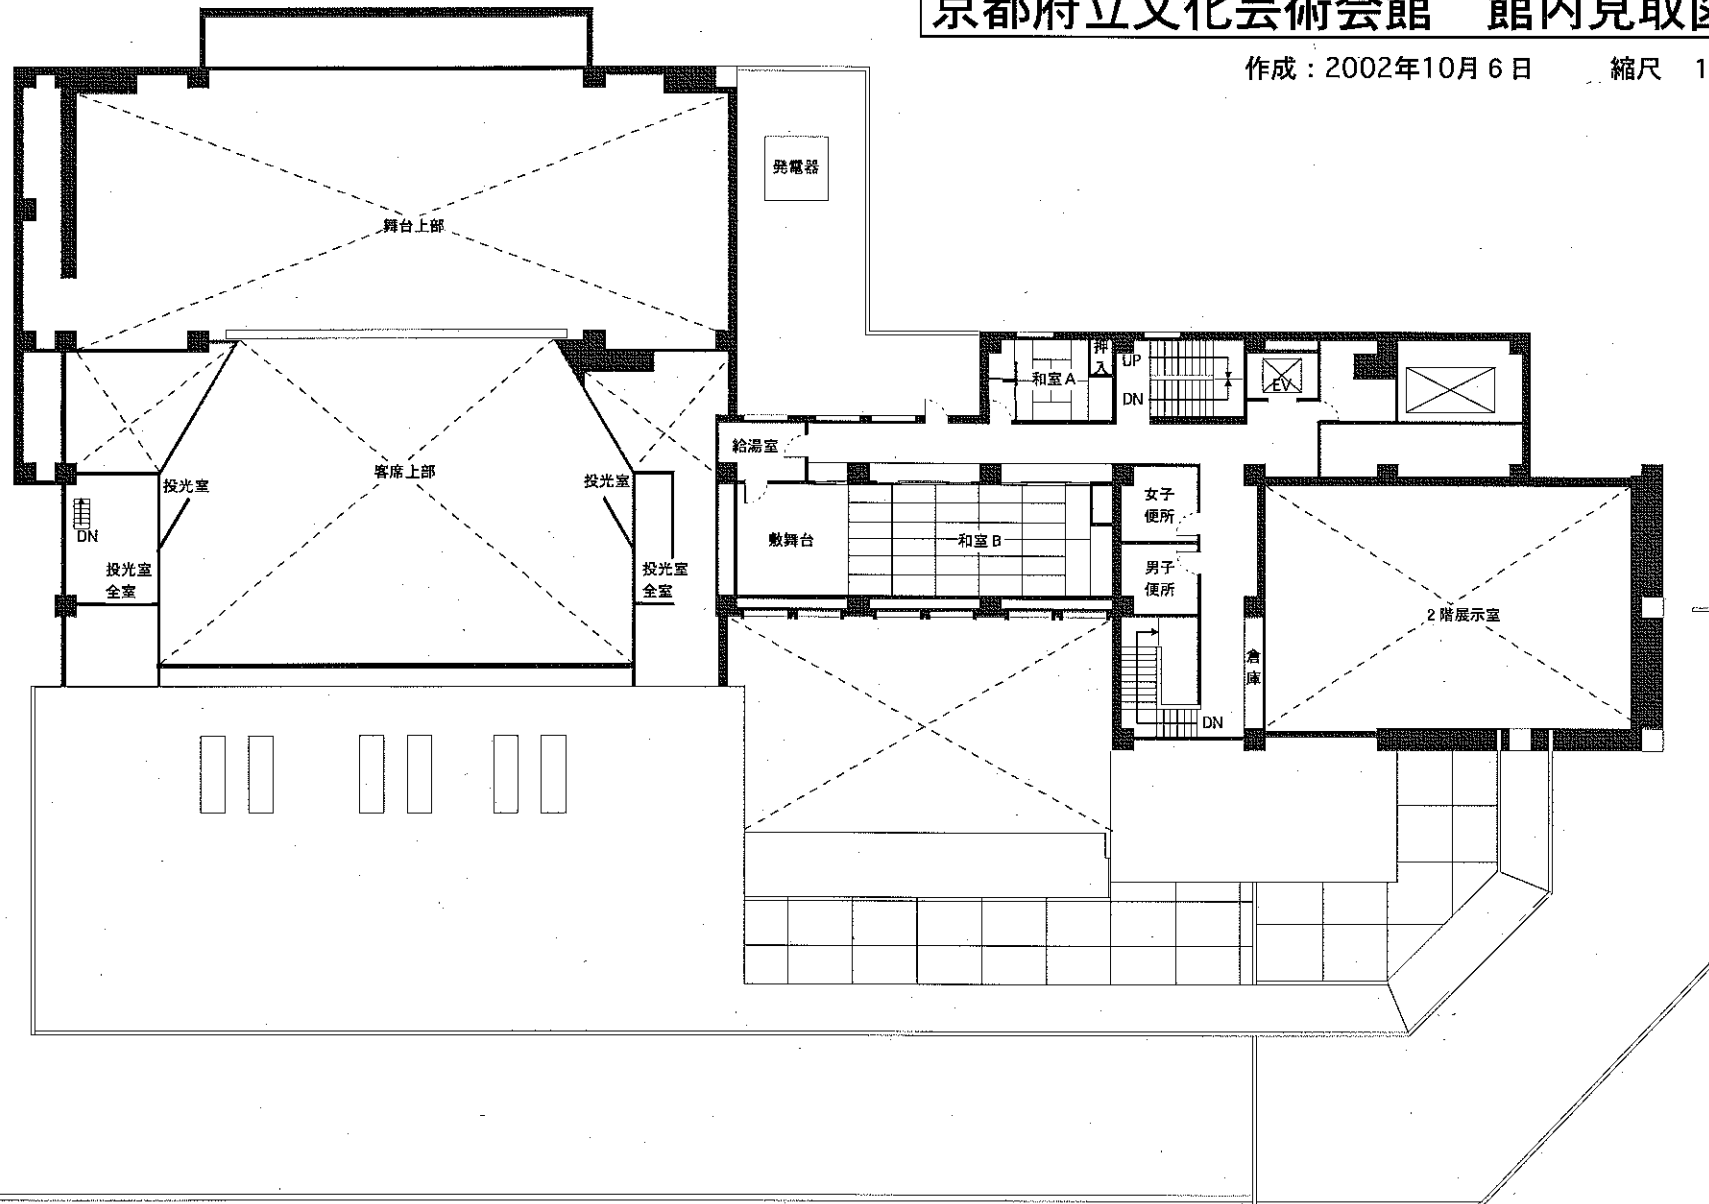 京都府立文化芸術会館　館内見取図
作成：2002年10月6日　縮尺　1
発電器
舞台上部
押入
UP
和室A
EV
DN
給湯室
客席上部
投光室
投光室
女子
便所
DN
敷舞台
和室B
投光室
全室
投光室
全室
男子
便所
2階展示室
倉庫
DN